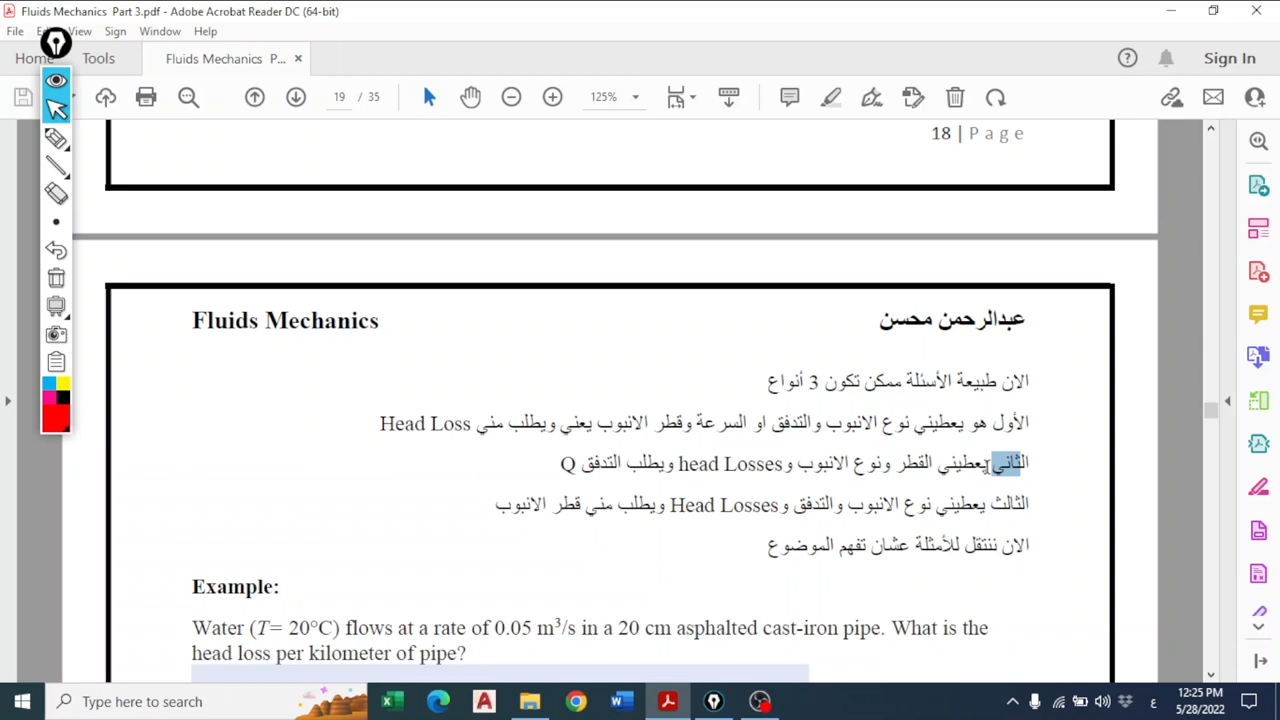 Fluids Mechanics Part 3.pdf - Adobe Acrobat Reader DC (64-bit)
File View Sign Window Help
Home Tools Fluids Mechanics P... Sign In
19 / 35 125%
18 | P a g e
Fluids Mechanics عبدالرحمن محسن
الان طبيعة الأسئلة ممكن تكون 3 أنواع
الأول هو يعطيني نوع الانبوب والتدفق او السرعة وقطر الانبوب يعني ويطلب مني Head Loss
الثاني يعطيني القطر ونوع الانبوب و head Losses ويطلب التدفق Q
الثالث يعطيني نوع الانبوب والتدفق و Head Losses ويطلب مني قطر الانبوب
الان ننتقل للأمثلة عشان تفهم الموضوع
Example:
Water (T= 20°C) flows at a rate of 0.05 m³/s in a 20 cm asphalted cast-iron pipe. What is the
head loss per kilometer of pipe?
Type here to search
ع
12:25 PM
5/28/2022